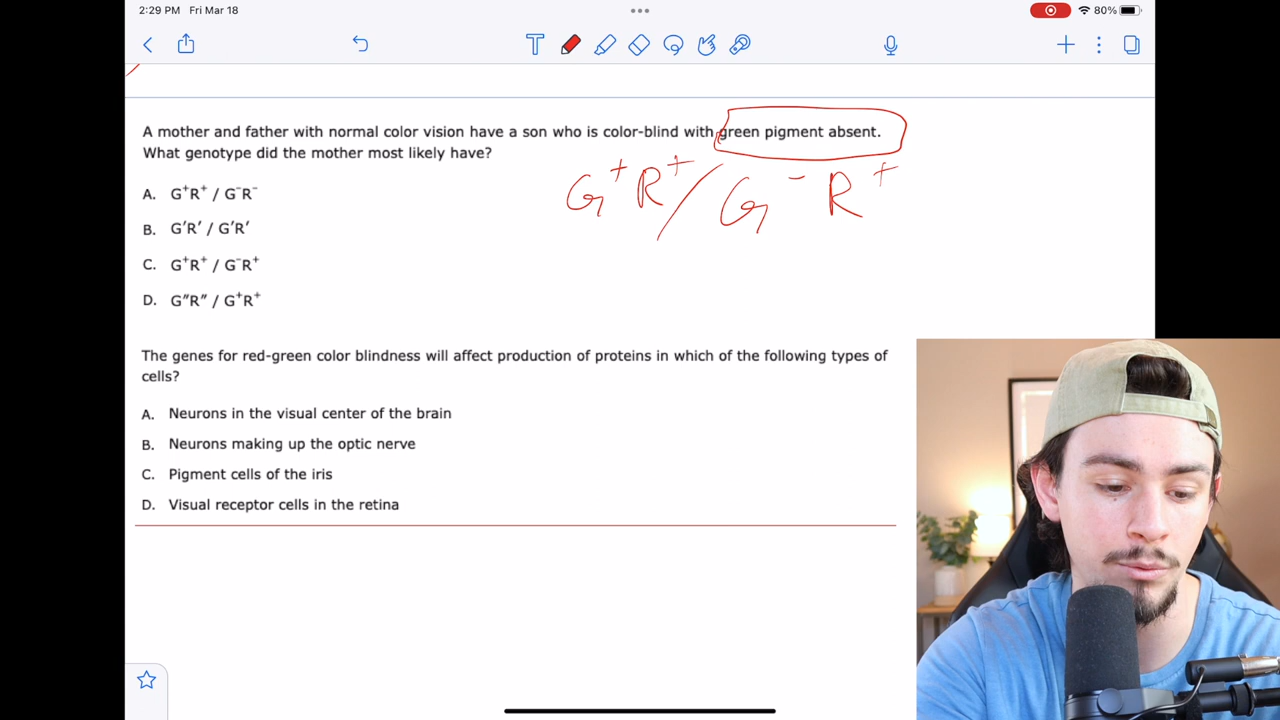 2:29 PM Fri Mar 18
80%
T
A mother and father with normal color vision have a son who is color-blind with green pigment absent.
What genotype did the mother most likely have?
G⁺R⁺/G⁻R⁺
A. G⁺R⁺ / G⁻R⁻
B. G′R′ / G′R′
C. G⁺R⁺ / G⁻R⁺
D. G″R″ / G⁺R⁺
The genes for red-green color blindness will affect production of proteins in which of the following types of
cells?
A. Neurons in the visual center of the brain
B. Neurons making up the optic nerve
C. Pigment cells of the iris
D. Visual receptor cells in the retina